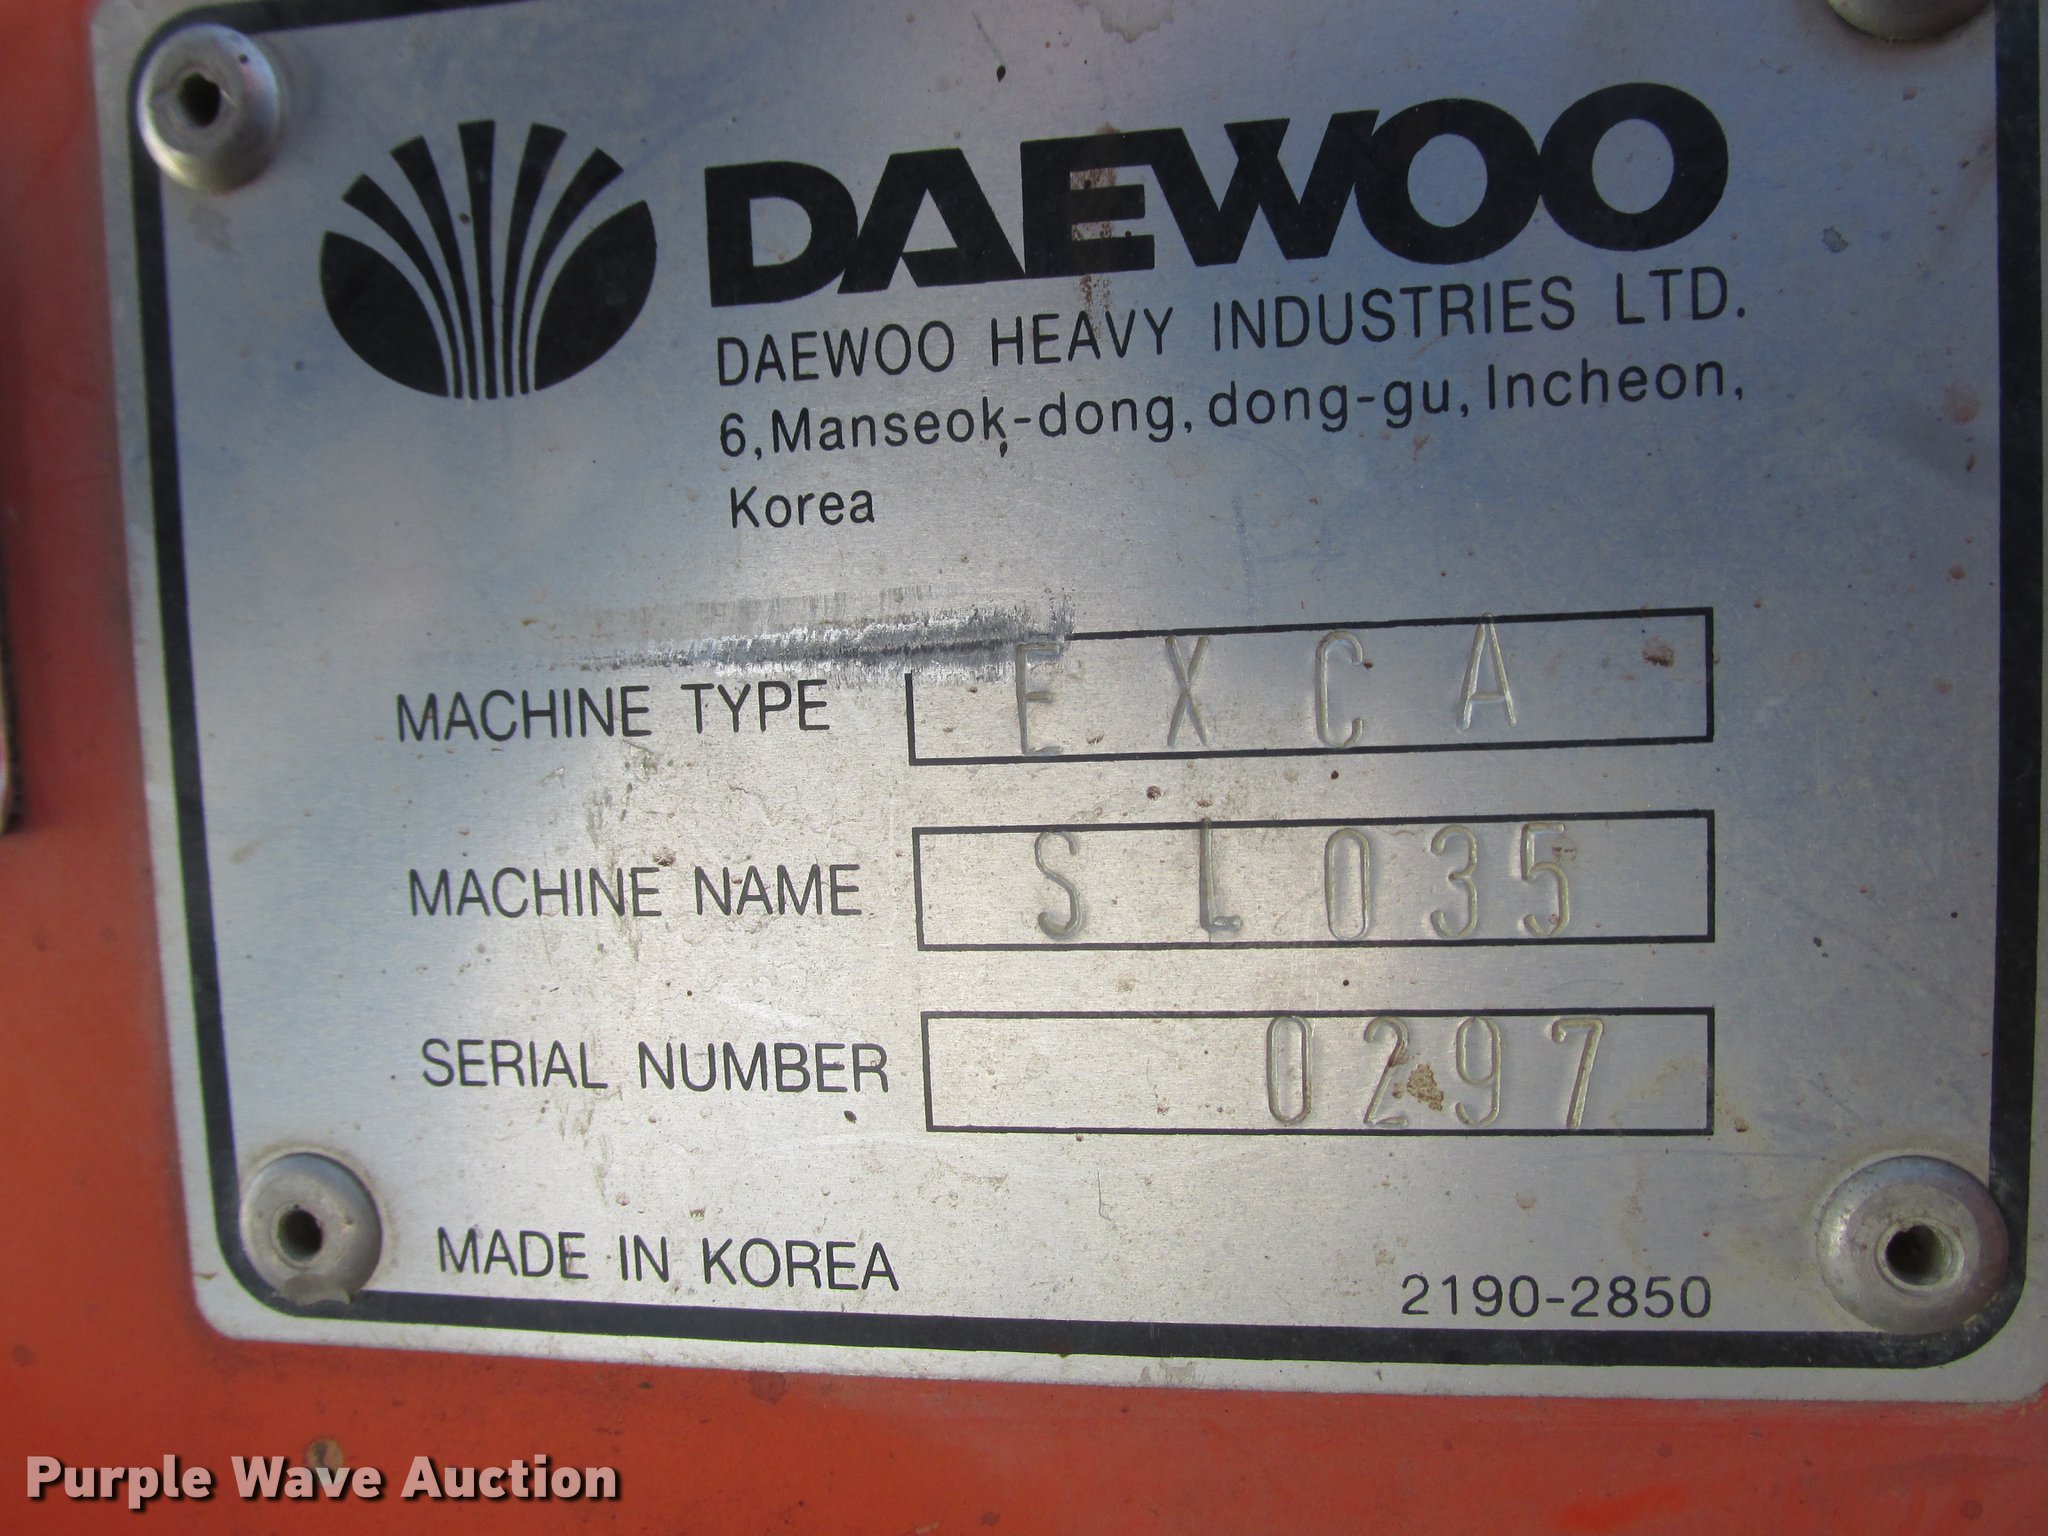 DAEWOO
DAEWOO HEAVY INDUSTRIES LTD.
6, Manseok-dong, dong-gu, Incheon,
Korea
MACHINE TYPE EXCA
MACHINE NAME SL035
SERIAL NUMBER 0297
MADE IN KOREA 2190-2850
Purple Wave Auction